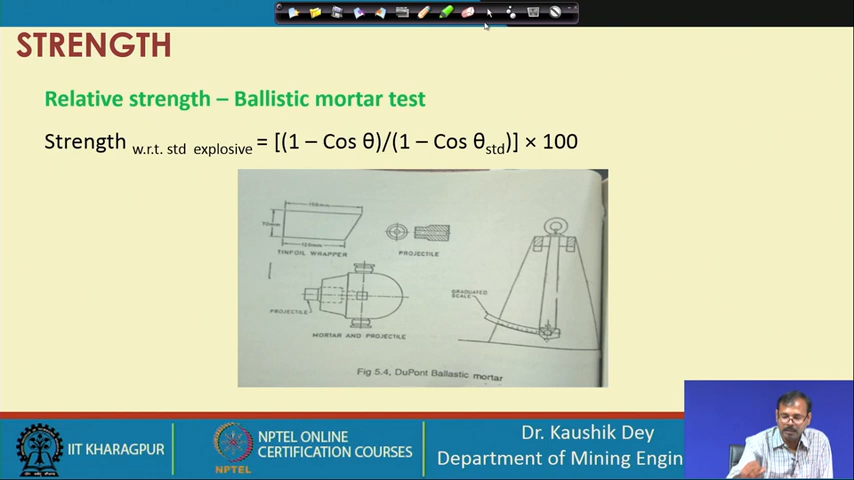 STRENGTH
Relative strength – Ballistic mortar test
Strength w.r.t. std explosive = [(1 – Cos θ)/(1 – Cos θstd)] × 100
TINFOIL WRAPPER
PROJECTILE
GRADUATED
SCALE
PROJECTILE
MORTAR AND PROJECTILE
Fig 5.4, DuPont Ballastic mortar
IIT KHARAGPUR
NPTEL
NPTEL ONLINE
CERTIFICATION COURSES
Dr. Kaushik Dey
Department of Mining Engin